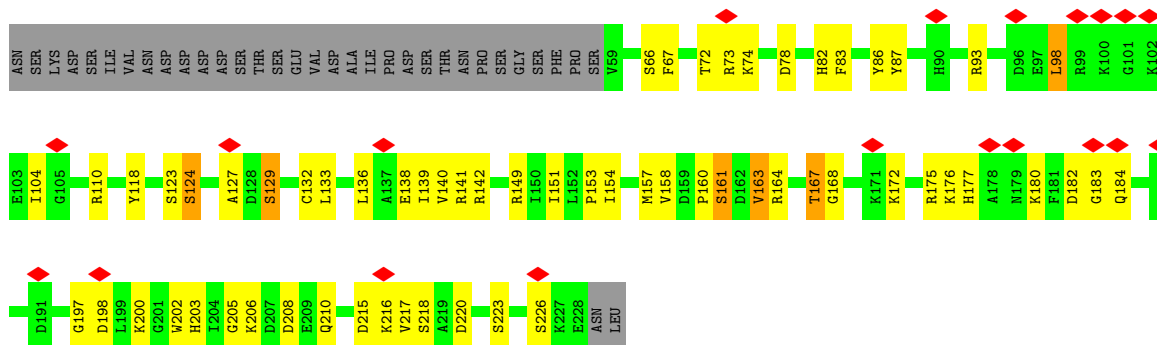 ASN SER LYS ASP SER ILE VAL ASN ASP ASP ASP ASP SER THR SER GLU VAL ASP ALA ILE PRO ASP SER THR ASN PRO SER GLY SER PHE PRO SER V59 S66 F67 T72 R73 K74 D78 H82 F83 Y86 Y87 H90 R93 D96 E97 L98 R99 K100 G101 K102
E103 I104 G105 R110 Y118 S123 S124 A127 D128 S129 C132 L133 L136 A137 E138 I139 V140 R141 R142 R149 I150 I151 L152 P153 I154 M157 V158 D159 P160 S161 D162 V163 R164 T167 G168 K171 K172 R175 K176 H177 A178 N179 K180 F181 D182 G183 Q184
D191 G197 D198 L199 K200 G201 W202 H203 I204 G205 K206 D207 D208 E209 Q210 D215 K216 V217 S218 A219 D220 S223 S226 K227 E228 ASN LEU